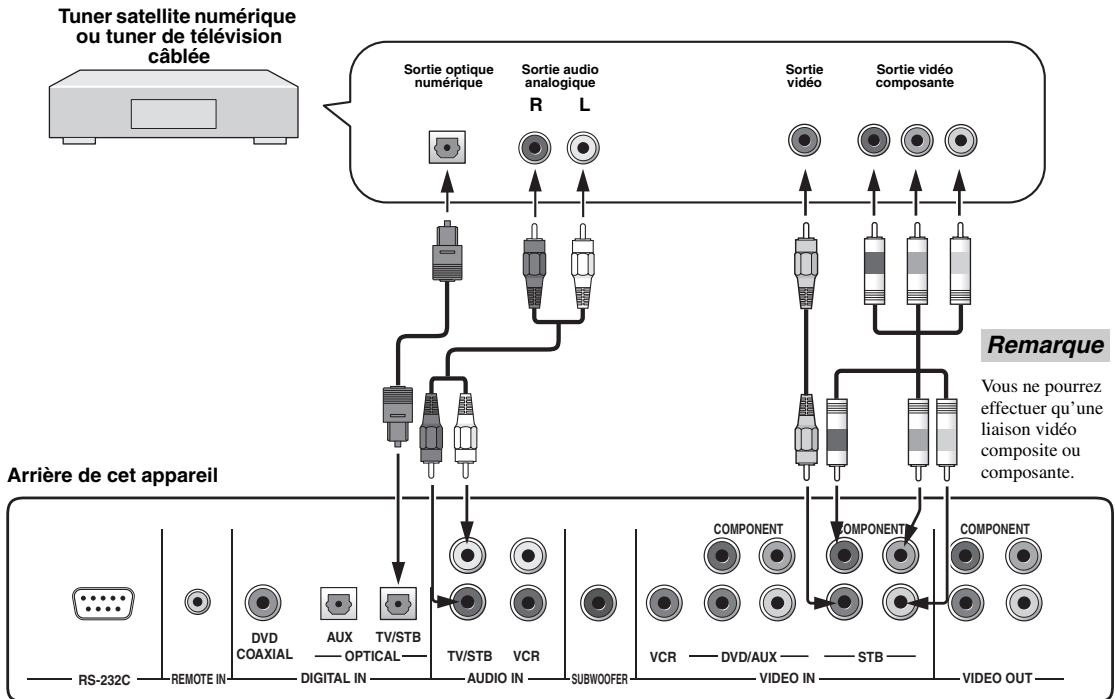 Tuner satellite numérique
ou tuner de télévision
câblée
Sortie optique
numérique
Sortie audio
analogique
R L
Sortie
vidéo
Sortie vidéo
composante
Remarque
Vous ne pourrez
effectuer qu'une
liaison vidéo
composite ou
composante.
Arrière de cet appareil
COMPONENT COMPONENT COMPONENT
DVD
COAXIAL
AUX TV/STB
OPTICAL
TV/STB VCR
VCR DVD/AUX STB
RS-232C REMOTE IN DIGITAL IN AUDIO IN SUBWOOFER VIDEO IN VIDEO OUT